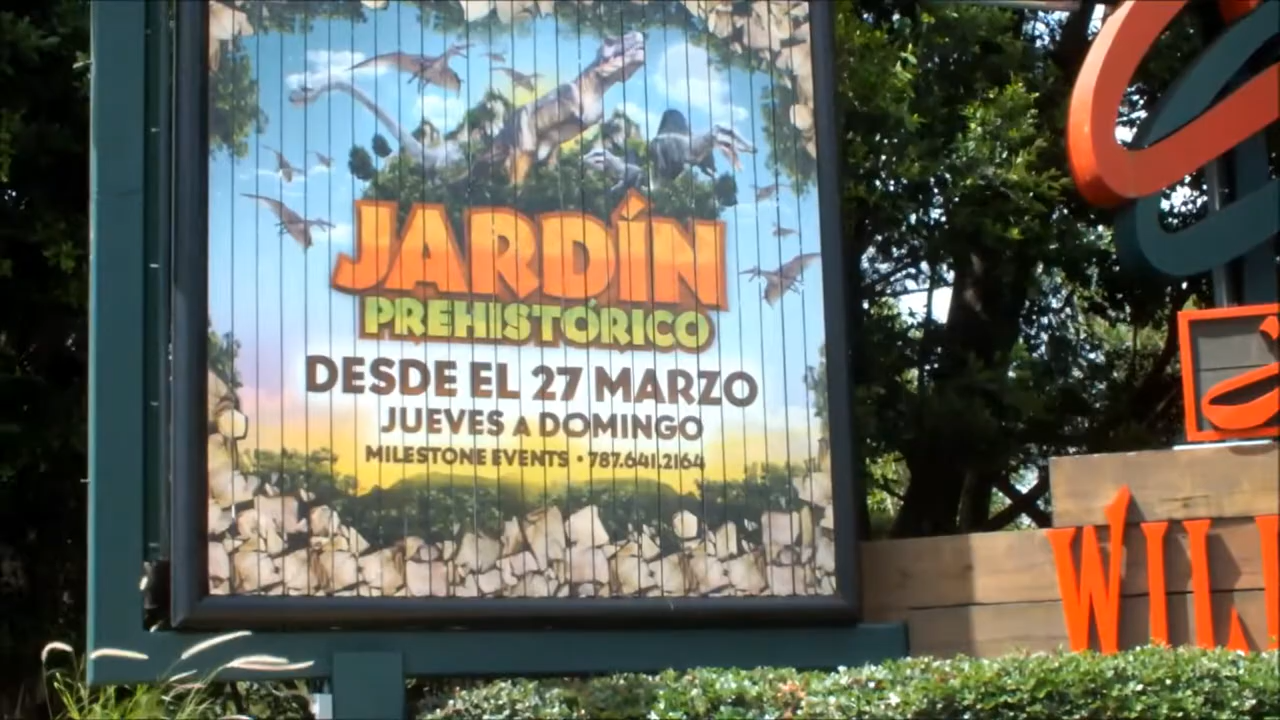 JARDÍN
PREHISTÓRICO
DESDE EL 27 MARZO
JUEVES A DOMINGO
MILESTONE EVENTS • 787.641.2164